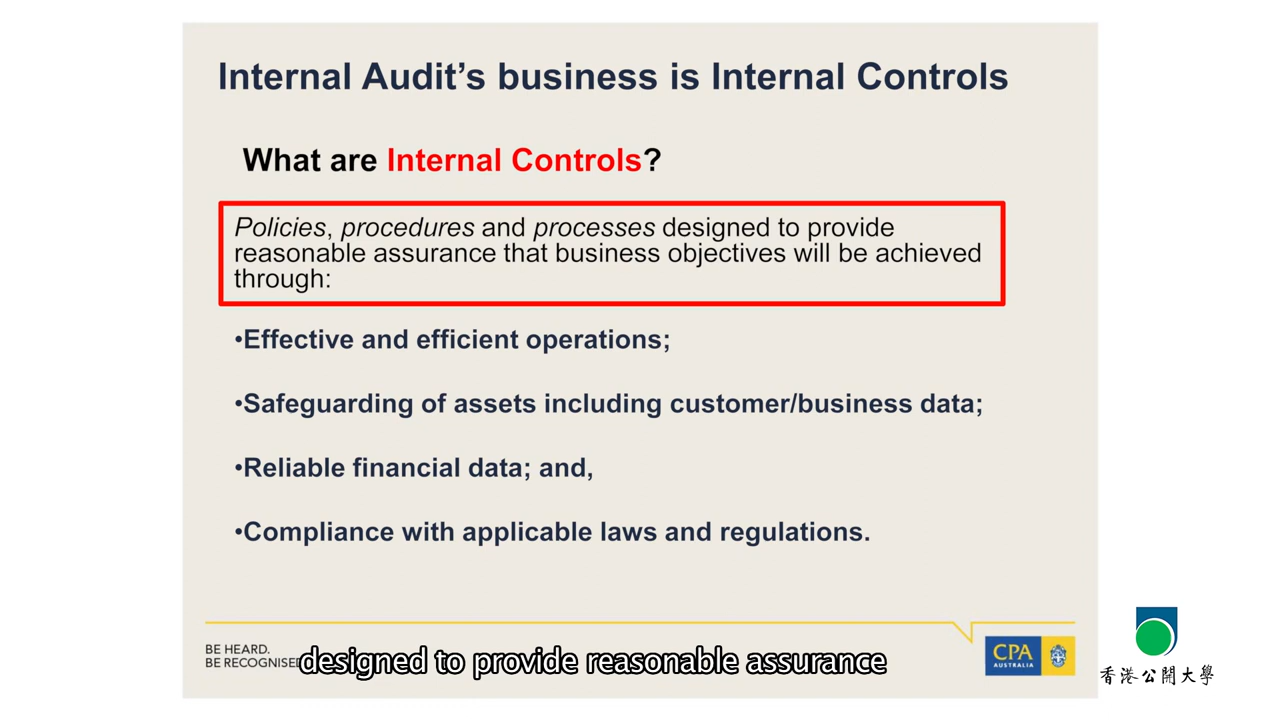 Internal Audit’s business is Internal Controls
What are Internal Controls?
Policies, procedures and processes designed to provide
reasonable assurance that business objectives will be achieved
through:
•Effective and efficient operations;
•Safeguarding of assets including customer/business data;
•Reliable financial data; and,
•Compliance with applicable laws and regulations.
BE HEARD.
BE RECOGNISED
designed to provide reasonable assurance
CPA
AUSTRALIA
香港公開大學